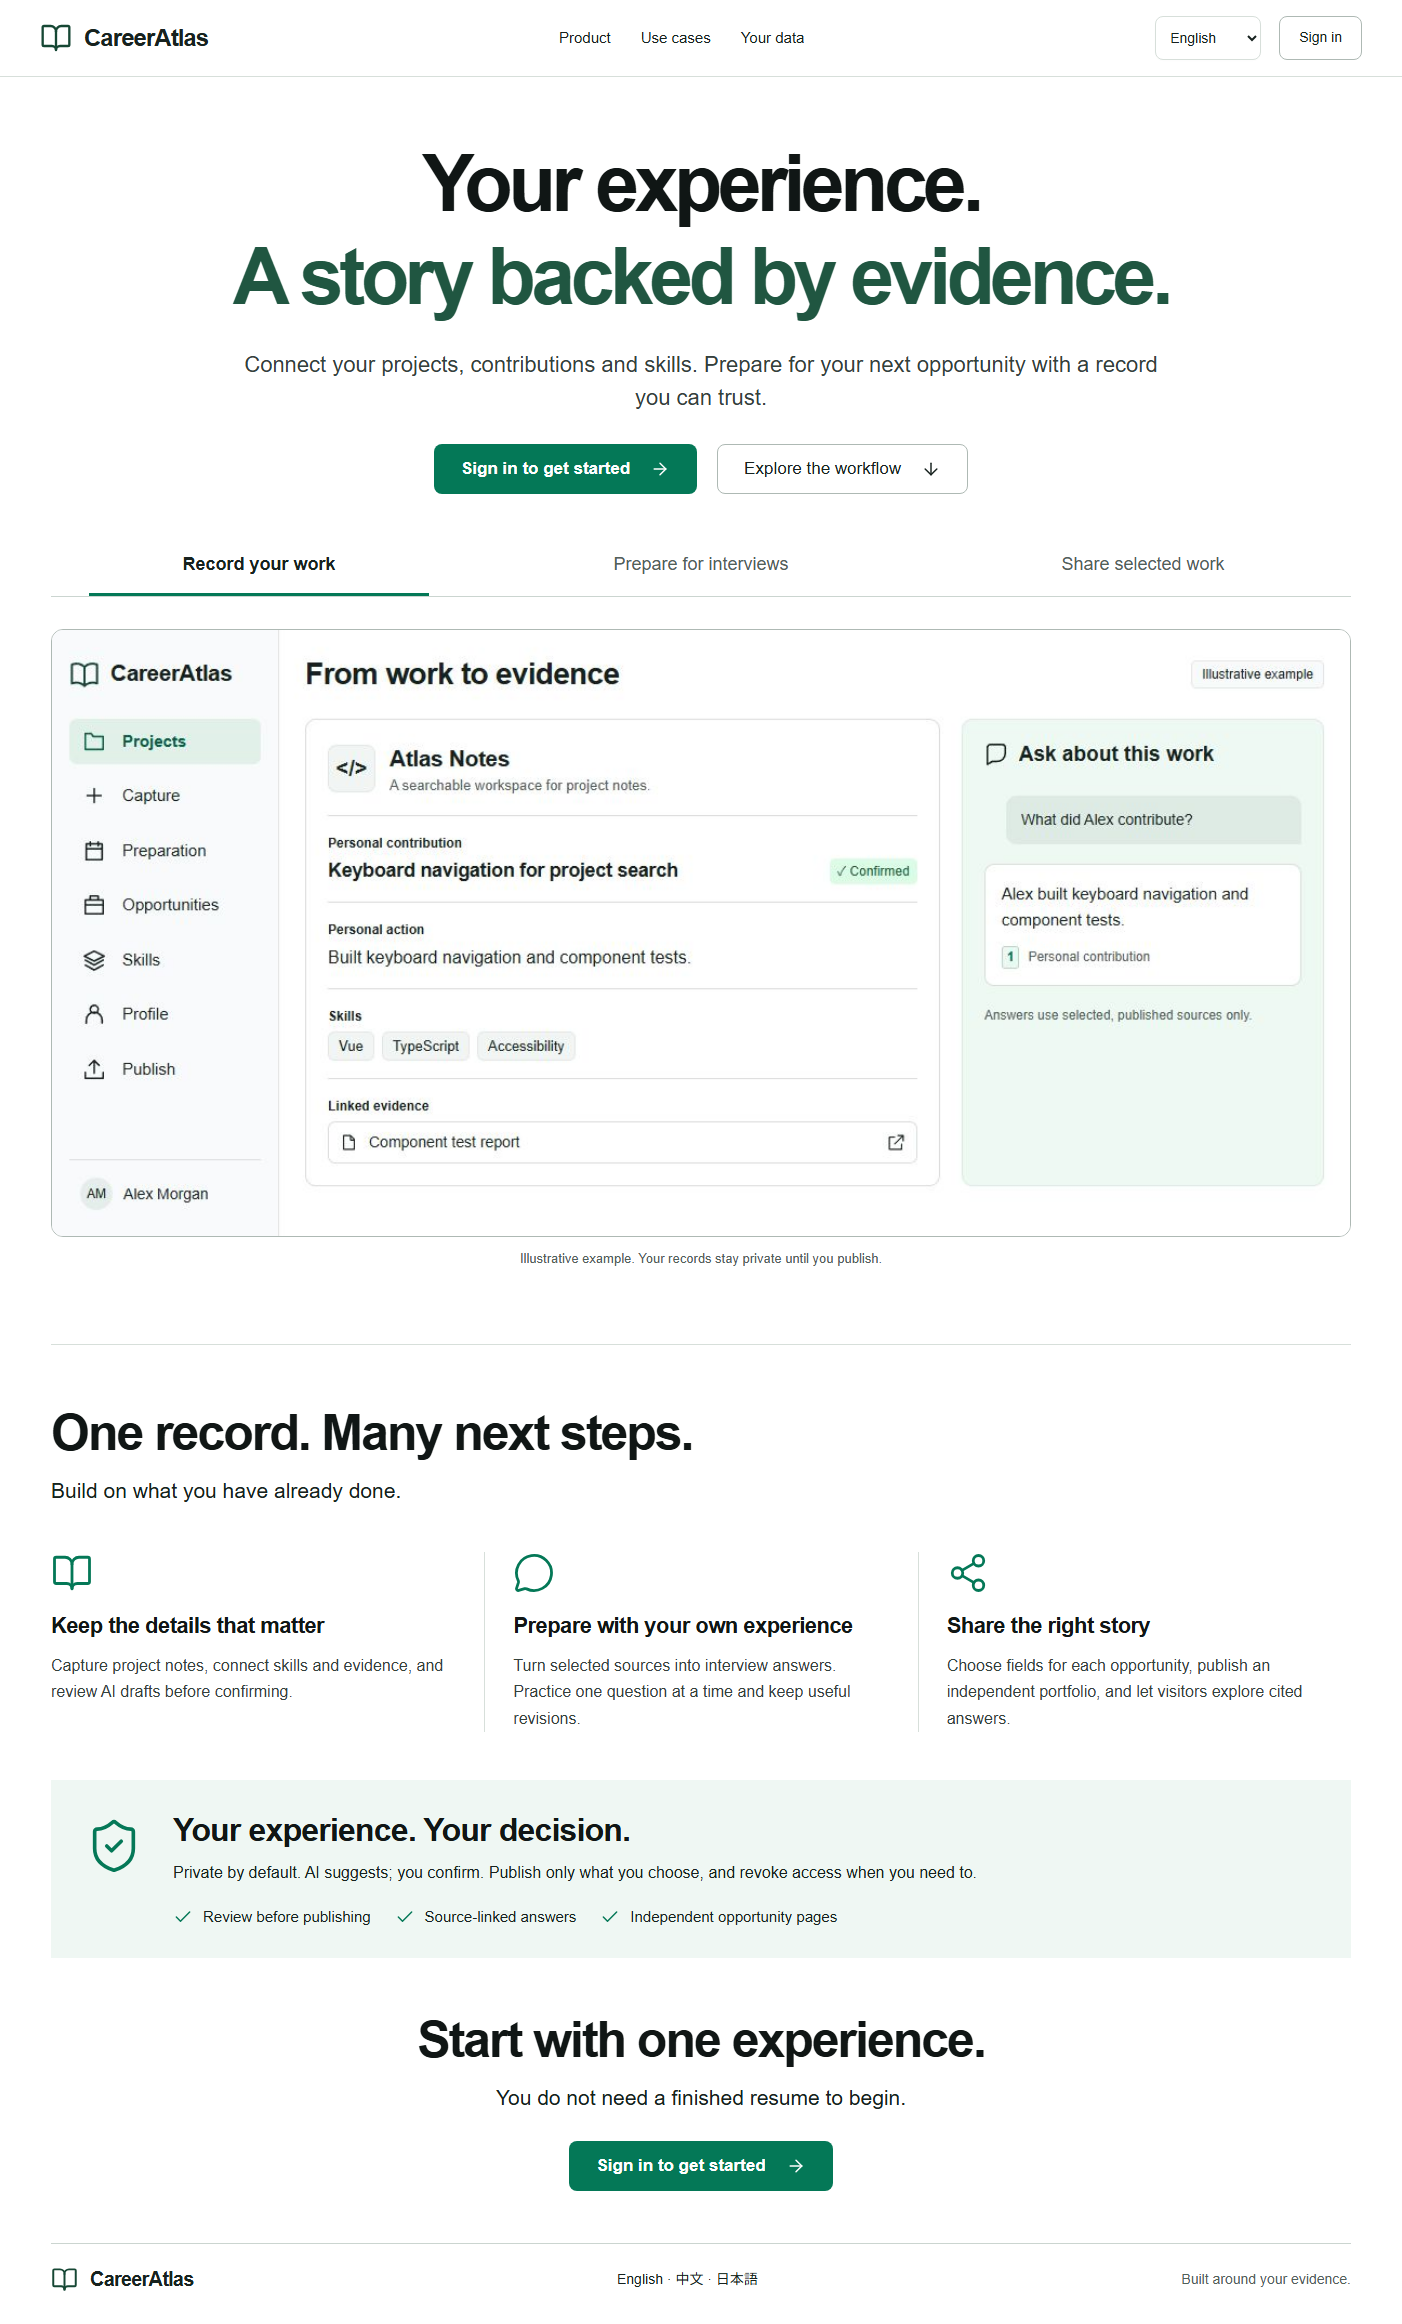 CareerAtlas
Product
Use cases
Your data
English
Sign in
Your experience.
A story backed by evidence.
Connect your projects, contributions and skills. Prepare for your next opportunity with a record
you can trust.
Sign in to get started
Explore the workflow
Record your work
Prepare for interviews
Share selected work
CareerAtlas
Projects
Capture
Preparation
Opportunities
Skills
Profile
Publish
AM Alex Morgan
From work to evidence
Illustrative example
</> Atlas Notes
A searchable workspace for project notes.
Personal contribution
Keyboard navigation for project search
✓ Confirmed
Personal action
Built keyboard navigation and component tests.
Skills
Vue
TypeScript
Accessibility
Linked evidence
Component test report
Ask about this work
What did Alex contribute?
Alex built keyboard navigation and
component tests.
1 Personal contribution
Answers use selected, published sources only.
Illustrative example. Your records stay private until you publish.
One record. Many next steps.
Build on what you have already done.
Keep the details that matter
Capture project notes, connect skills and evidence, and
review AI drafts before confirming.
Prepare with your own experience
Turn selected sources into interview answers.
Practice one question at a time and keep useful
revisions.
Share the right story
Choose fields for each opportunity, publish an
independent portfolio, and let visitors explore cited
answers.
Your experience. Your decision.
Private by default. AI suggests; you confirm. Publish only what you choose, and revoke access when you need to.
Review before publishing
Source-linked answers
Independent opportunity pages
Start with one experience.
You do not need a finished resume to begin.
Sign in to get started
CareerAtlas
English · 中文 · 日本語
Built around your evidence.